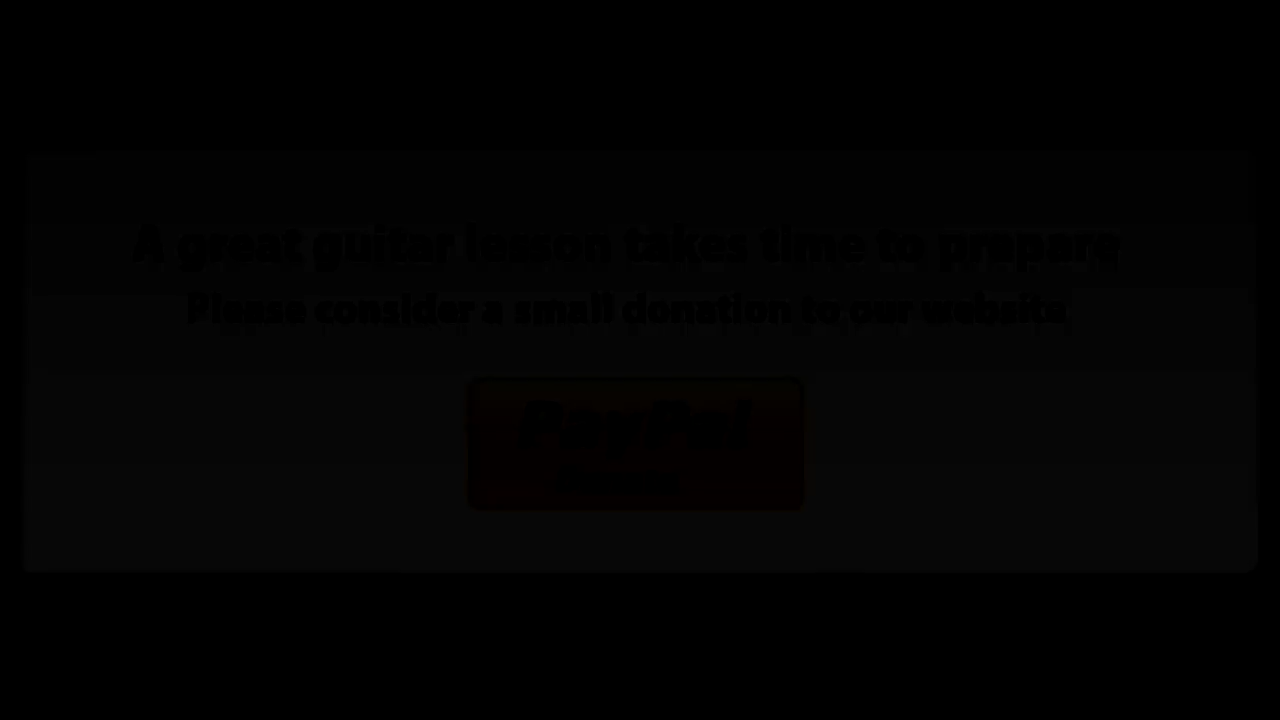 A great guitar lesson takes time to prepare
Please consider a small donation to our website
PayPal